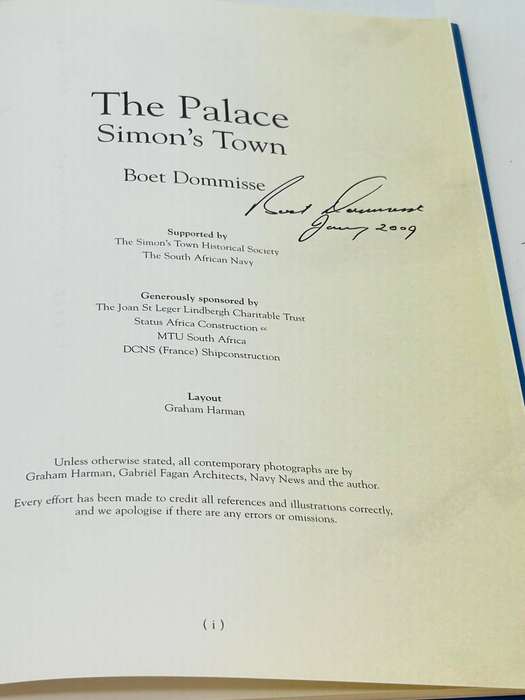 The Palace
Simon's Town
Boet Dommisse
Boet Dommisse
Jany 2009
Supported by
The Simon's Town Historical Society
The South African Navy
Generously sponsored by
The Joan St Leger Lindbergh Charitable Trust
Status Africa Construction cc
MTU South Africa
DCNS (France) Shipconstruction
Layout
Graham Harman
Unless otherwise stated, all contemporary photographs are by
Graham Harman, Gabriël Fagan Architects, Navy News and the author.
Every effort has been made to credit all references and illustrations correctly,
and we apologise if there are any errors or omissions.
( i )